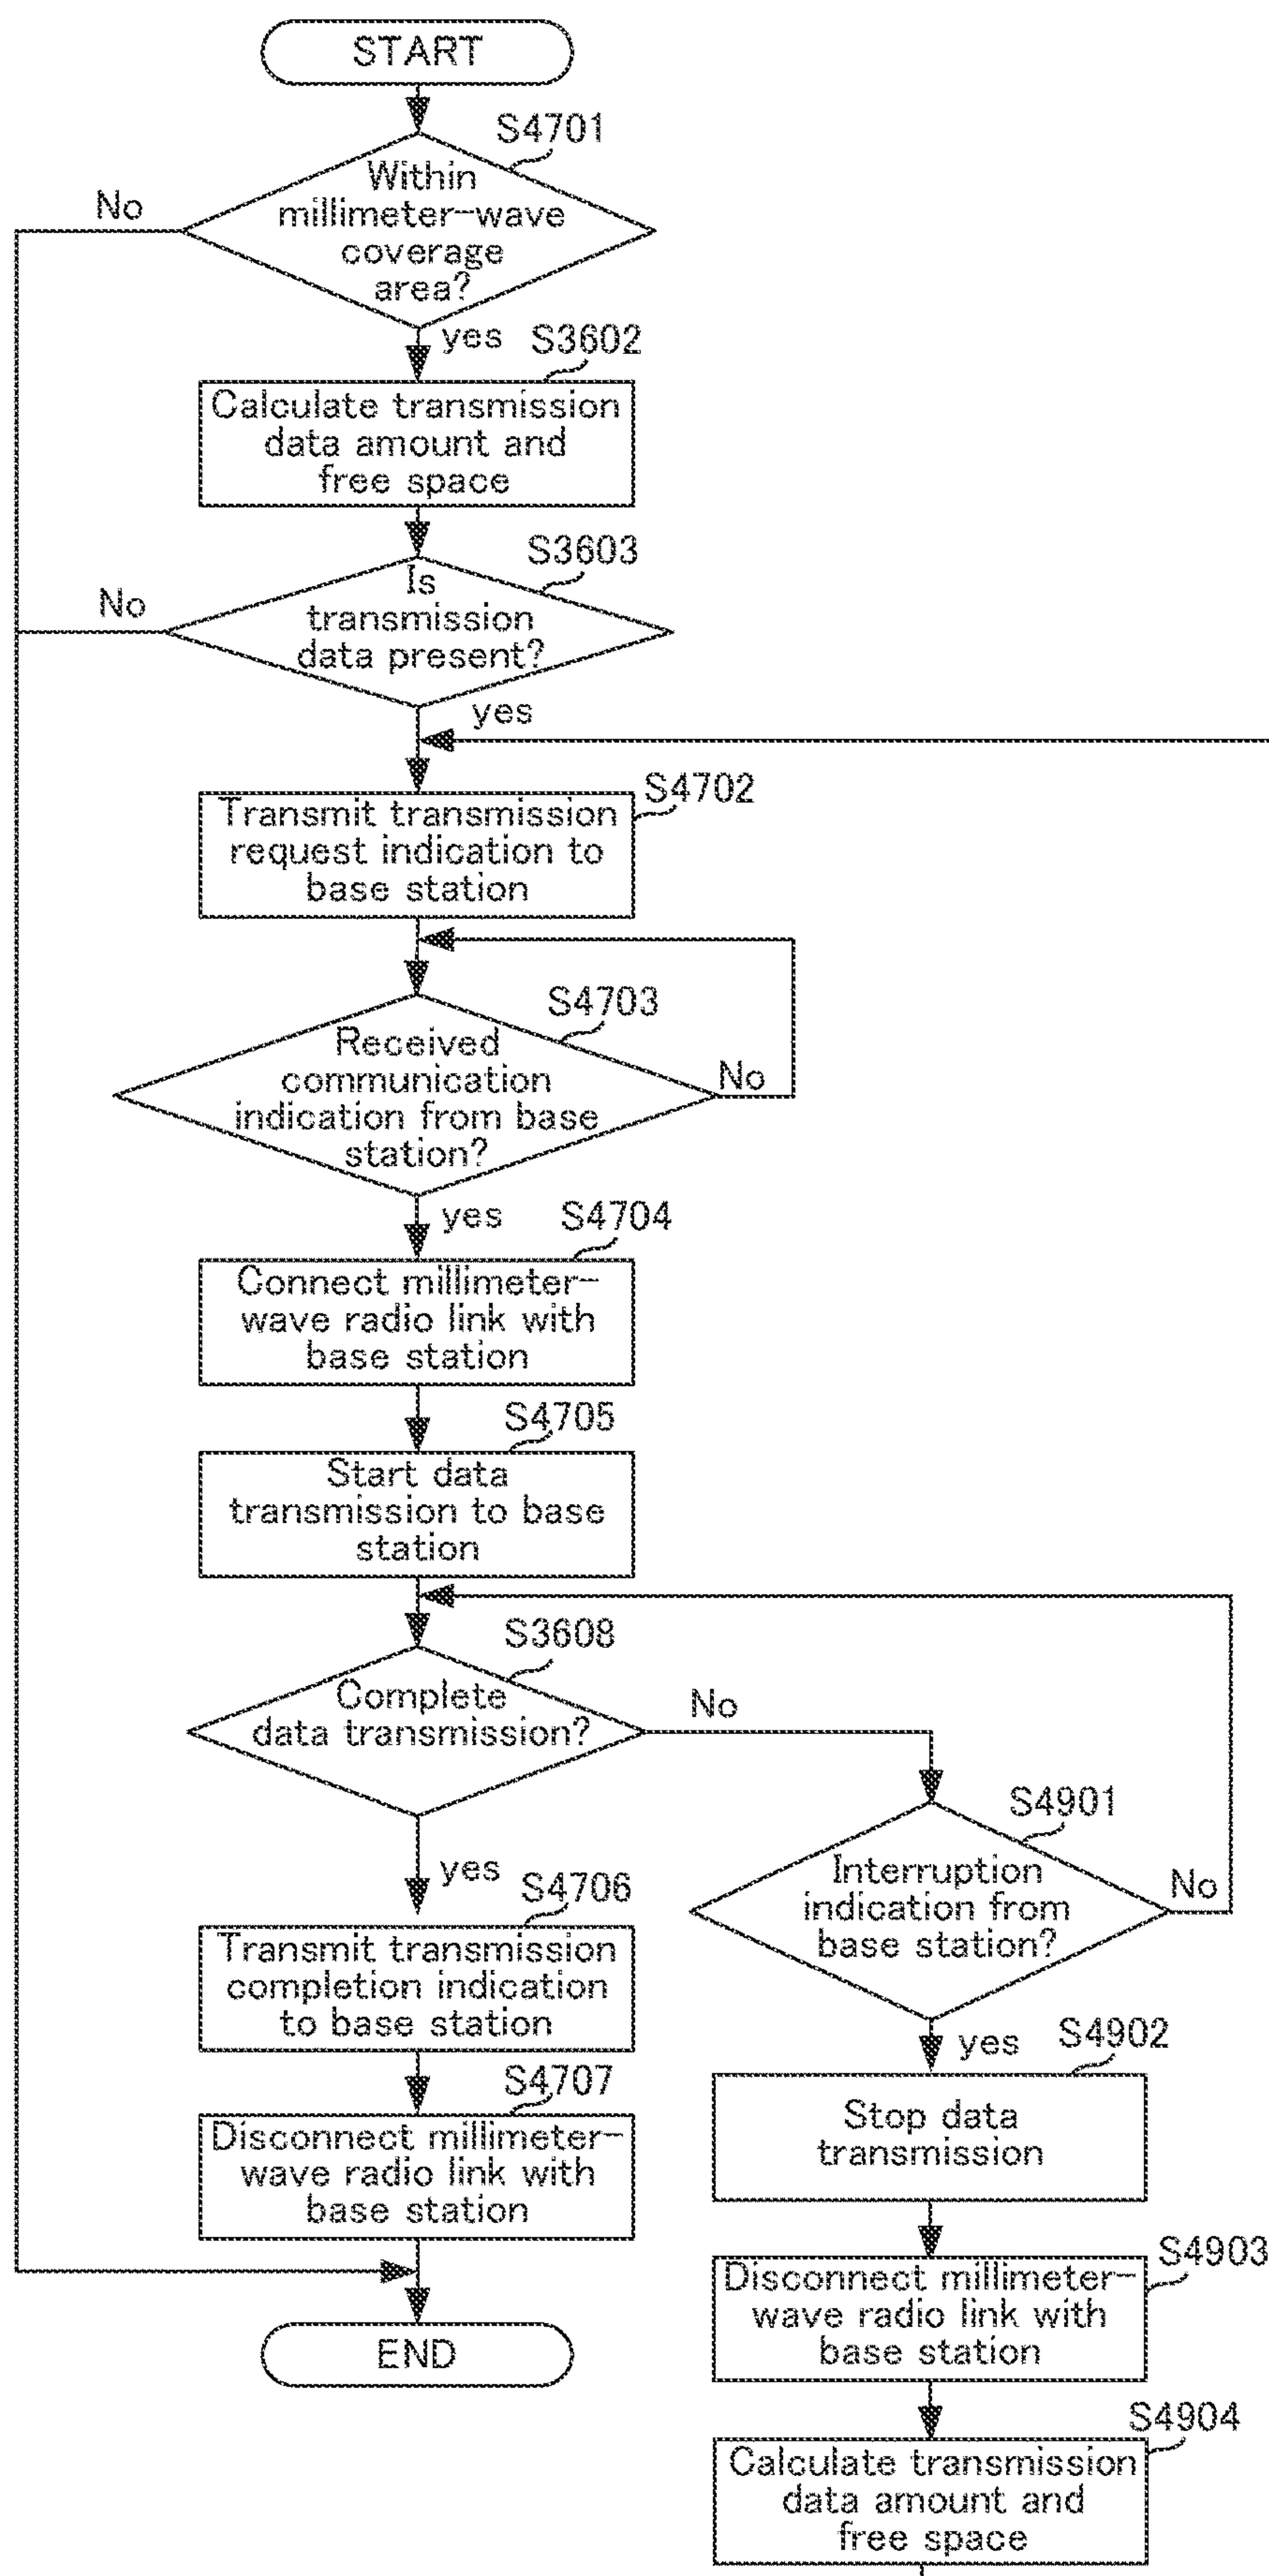 START
S4701
Within
millimeter-wave
coverage
area?
No
yes
S3602
Calculate transmission
data amount and
free space
S3603
Is
transmission
data present?
No
yes
S4702
Transmit transmission
request indication to
base station
S4703
Received
communication
indication from base
station?
No
yes
S4704
Connect millimeter-
wave radio link with
base station
S4705
Start data
transmission to base
station
S3608
Complete
data transmission?
No
yes
S4901
Interruption
indication from
base station?
No
S4706
Transmit transmission
completion indication
to base station
yes
S4902
Stop data
transmission
S4707
Disconnect millimeter-
wave radio link with
base station
S4903
Disconnect millimeter-
wave radio link with
base station
END
S4904
Calculate transmission
data amount and
free space